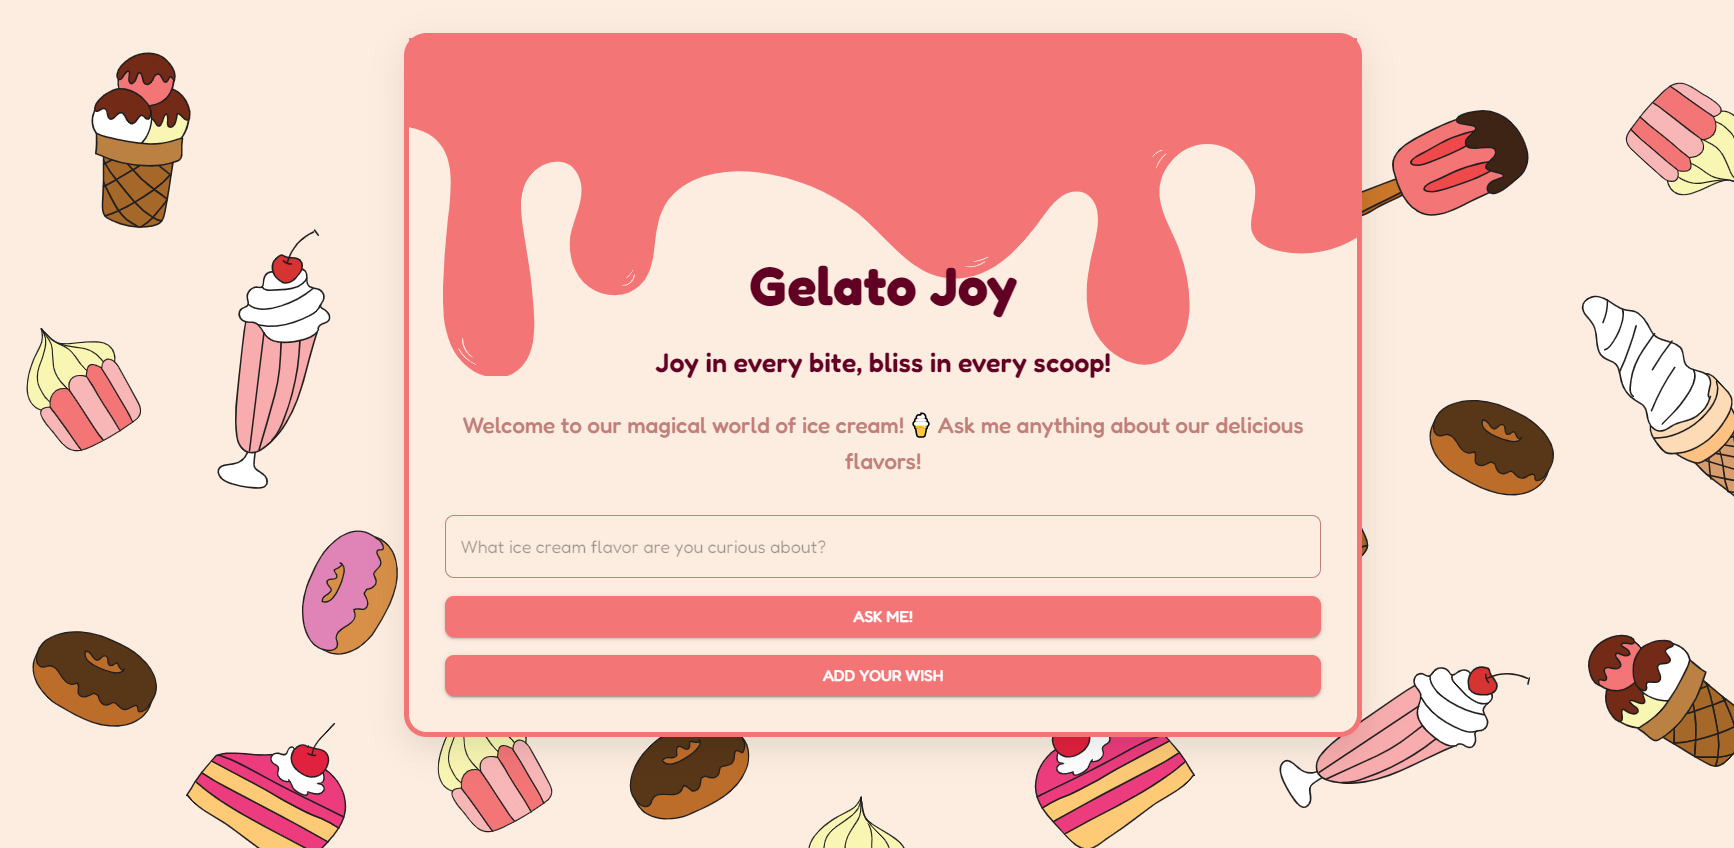 Gelato Joy
Joy in every bite, bliss in every scoop!
Welcome to our magical world of ice cream! 🍦 Ask me anything about our delicious
flavors!
What ice cream flavor are you curious about?
ASK ME!
ADD YOUR WISH